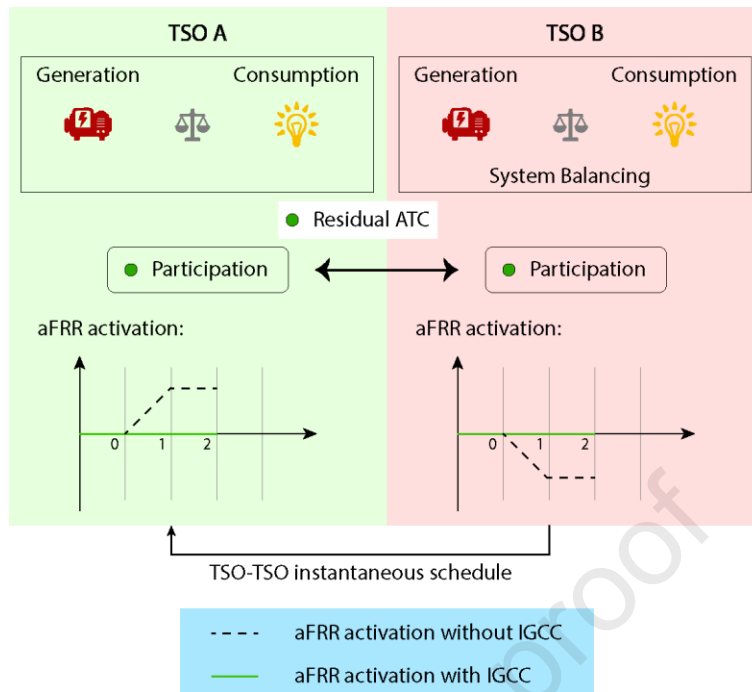 TSO A
TSO B
Generation
Consumption
Generation
Consumption
System Balancing
Residual ATC
Participation
Participation
aFRR activation:
aFRR activation:
0 1 2
0 1 2
TSO-TSO instantaneous schedule
aFRR activation without IGCC
aFRR activation with IGCC
proof